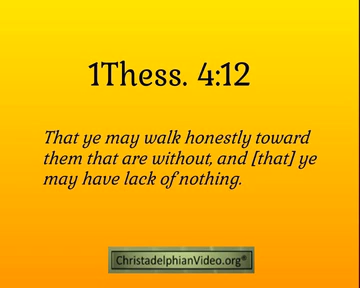 1Thess. 4:12
That ye may walk honestly toward
them that are without, and [that] ye
may have lack of nothing.
ChristadelphianVideo.org®